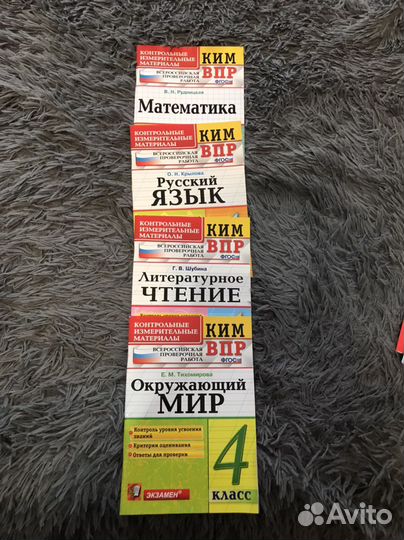 КОНТРОЛЬНЫЕ
ИЗМЕРИТЕЛЬНЫЕ
МАТЕРИАЛЫ
КИМ
ВСЕРОССИЙСКАЯ
ПРОВЕРОЧНАЯ
РАБОТА
ВПР
ФГОС
В. Н. Рудницкая
Математика
КОНТРОЛЬНЫЕ
ИЗМЕРИТЕЛЬНЫЕ
МАТЕРИАЛЫ
КИМ
ВСЕРОССИЙСКАЯ
ПРОВЕРОЧНАЯ
РАБОТА
ВПР
ФГОС
О. Н. Крылова
Русский
ЯЗЫК
КОНТРОЛЬНЫЕ
ИЗМЕРИТЕЛЬНЫЕ
МАТЕРИАЛЫ
КИМ
ВСЕРОССИЙСКАЯ
ПРОВЕРОЧНАЯ
РАБОТА
ВПР
ФГОС
Г. В. Шубина
Литературное
ЧТЕНИЕ
КОНТРОЛЬНЫЕ
ИЗМЕРИТЕЛЬНЫЕ
МАТЕРИАЛЫ
КИМ
ВСЕРОССИЙСКАЯ
ПРОВЕРОЧНАЯ
РАБОТА
ВПР
ФГОС
Е. М. Тихомирова
Окружающий
МИР
Контроль уровня усвоения
знаний
Критерии оценивания
Ответы для проверки
4
КЛАСС
ЭКЗАМЕН
Avito